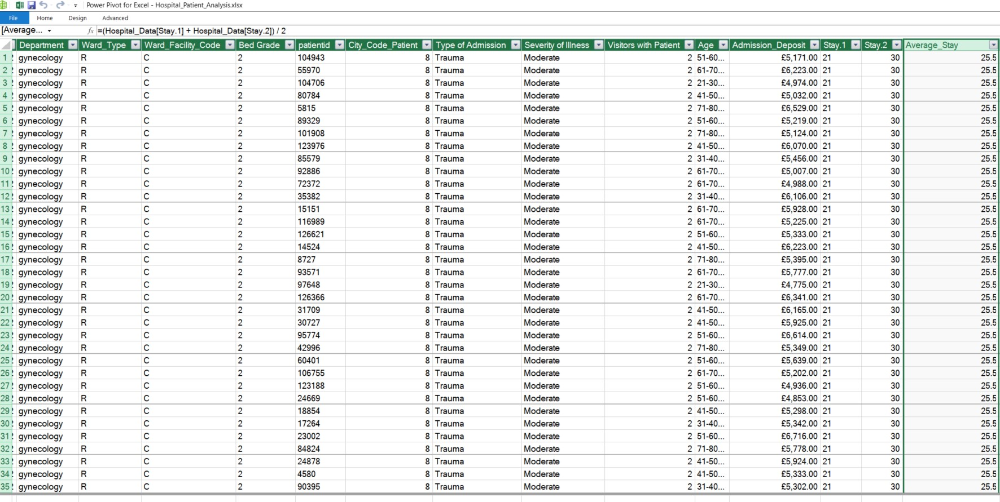 Power Pivot for Excel - Hospital_Patient_Analysis.xlsx
File Home Design Advanced
[Average... fx =(Hospital_Data[Stay.1] + Hospital_Data[Stay.2]) / 2
Department Ward_Type Ward_Facility_Code Bed Grade patientid City_Code_Patient Type of Admission Severity of Illness Visitors with Patient Age Admission_Deposit Stay.1 Stay.2 Average_Stay
1 gynecology R C 2 104943 8 Trauma Moderate 2 51-60... £5,171.00 21 30 25.5
2 gynecology R C 2 55970 8 Trauma Moderate 2 61-70... £6,223.00 21 30 25.5
3 gynecology R C 2 104706 8 Trauma Moderate 2 21-30... £4,974.00 21 30 25.5
4 gynecology R C 2 80784 8 Trauma Moderate 2 41-50... £5,032.00 21 30 25.5
5 gynecology R C 2 5815 8 Trauma Moderate 2 71-80... £6,529.00 21 30 25.5
6 gynecology R C 2 89329 8 Trauma Moderate 2 51-60... £5,219.00 21 30 25.5
7 gynecology R C 2 101908 8 Trauma Moderate 2 71-80... £5,124.00 21 30 25.5
8 gynecology R C 2 123976 8 Trauma Moderate 2 41-50... £6,070.00 21 30 25.5
9 gynecology R C 2 85579 8 Trauma Moderate 2 31-40... £5,456.00 21 30 25.5
10 gynecology R C 2 92886 8 Trauma Moderate 2 61-70... £5,007.00 21 30 25.5
11 gynecology R C 2 72372 8 Trauma Moderate 2 61-70... £4,988.00 21 30 25.5
12 gynecology R C 2 35382 8 Trauma Moderate 2 31-40... £6,106.00 21 30 25.5
13 gynecology R C 2 15151 8 Trauma Moderate 2 61-70... £5,928.00 21 30 25.5
14 gynecology R C 2 116989 8 Trauma Moderate 2 61-70... £5,225.00 21 30 25.5
15 gynecology R C 2 126621 8 Trauma Moderate 2 51-60... £5,333.00 21 30 25.5
16 gynecology R C 2 14524 8 Trauma Moderate 2 41-50... £6,223.00 21 30 25.5
17 gynecology R C 2 8727 8 Trauma Moderate 2 71-80... £5,395.00 21 30 25.5
18 gynecology R C 2 93571 8 Trauma Moderate 2 61-70... £5,777.00 21 30 25.5
19 gynecology R C 2 97648 8 Trauma Moderate 2 21-30... £4,775.00 21 30 25.5
20 gynecology R C 2 126366 8 Trauma Moderate 2 61-70... £6,341.00 21 30 25.5
21 gynecology R C 2 31709 8 Trauma Moderate 2 41-50... £6,165.00 21 30 25.5
22 gynecology R C 2 30727 8 Trauma Moderate 2 41-50... £5,925.00 21 30 25.5
23 gynecology R C 2 95774 8 Trauma Moderate 2 51-60... £6,614.00 21 30 25.5
24 gynecology R C 2 42996 8 Trauma Moderate 2 71-80... £5,349.00 21 30 25.5
25 gynecology R C 2 60401 8 Trauma Moderate 2 51-60... £5,639.00 21 30 25.5
26 gynecology R C 2 106755 8 Trauma Moderate 2 61-70... £5,202.00 21 30 25.5
27 gynecology R C 2 123188 8 Trauma Moderate 2 51-60... £4,936.00 21 30 25.5
28 gynecology R C 2 24669 8 Trauma Moderate 2 51-60... £4,853.00 21 30 25.5
29 gynecology R C 2 18854 8 Trauma Moderate 2 41-50... £5,298.00 21 30 25.5
30 gynecology R C 2 17264 8 Trauma Moderate 2 31-40... £5,342.00 21 30 25.5
31 gynecology R C 2 23002 8 Trauma Moderate 2 51-60... £6,716.00 21 30 25.5
32 gynecology R C 2 84824 8 Trauma Moderate 2 71-80... £5,778.00 21 30 25.5
33 gynecology R C 2 24878 8 Trauma Moderate 2 41-50... £5,924.00 21 30 25.5
34 gynecology R C 2 4580 8 Trauma Moderate 2 41-50... £5,333.00 21 30 25.5
35 gynecology R C 2 90395 8 Trauma Moderate 2 31-40... £5,302.00 21 30 25.5